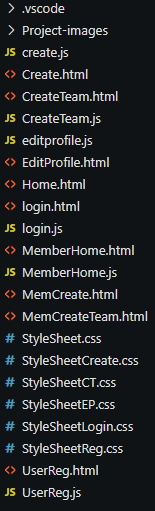 .vscode
Project-images
create.js
Create.html
CreateTeam.html
CreateTeam.js
editprofile.js
EditProfile.html
Home.html
login.html
login.js
MemberHome.html
MemberHome.js
MemCreate.html
MemCreateTeam.html
StyleSheet.css
StyleSheetCreate.css
StyleSheetCT.css
StyleSheetEP.css
StyleSheetLogin.css
StyleSheetReg.css
UserReg.html
UserReg.js